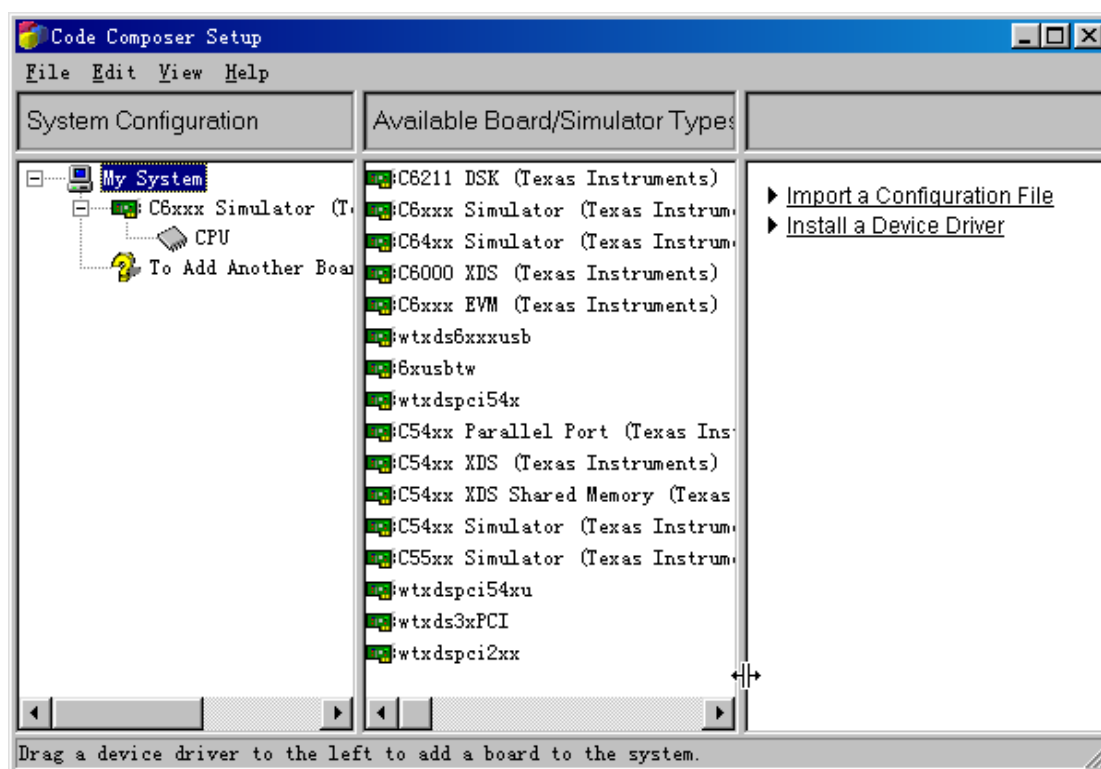 Code Composer Setup
File Edit View Help
System Configuration
Available Board/Simulator Types
My System
C6xxx Simulator (T
CPU
To Add Another Boa
C6211 DSK (Texas Instruments)
C6xxx Simulator (Texas Instrum
C64xx Simulator (Texas Instrum
C6000 XDS (Texas Instruments)
C6xxx EVM (Texas Instruments)
wtxds6xxxusb
6xusbtw
wtxdspci54x
C54xx Parallel Port (Texas Ins
C54xx XDS (Texas Instruments)
C54xx XDS Shared Memory (Texas
C54xx Simulator (Texas Instrum
C55xx Simulator (Texas Instrum
wtxdspci54xu
wtxds3xPCI
wtxdspci2xx
Import a Configuration File
Install a Device Driver
Drag a device driver to the left to add a board to the system.